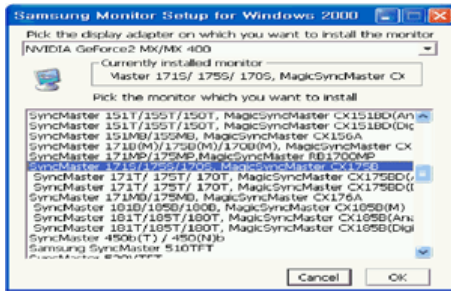 Samsung Monitor Setup for Windows 2000
Pick the display adapter on which you want to install the monitor
NVIDIA GeForce2 MX/MX 400
Currently installed monitor
Master 171S/ 175S/ 170S, MagicSyncMaster CX
Pick the monitor which you want to install
SyncMaster 151T/155T/150T, MagicSyncMaster CX151BD(An
SyncMaster 151T/155T/150T, MagicSyncMaster CX151BD(Dig
SyncMaster 151MB/155MB, MagicSyncMaster CX156A
SyncMaster 171B(M)/175B(M)/170B(M), MagicSyncMaster CX
SyncMaster 171MP/175MP,MagicSyncMaster RB1700MP
SyncMaster 171S/175S/170S, MagicSyncMaster CX175B
SyncMaster 171T/ 175T/ 170T, MagicSyncMaster CX175BD(A
SyncMaster 171T/ 175T/ 170T, MagicSyncMaster CX175BD(D
SyncMaster 171MB/175MB, MagicSyncMaster CX176A
SyncMaster 181B/185B/180B, MagicSyncMaster CX185B(M)
SyncMaster 181T/185T/180T, MagicSyncMaster CX185B(Ana
SyncMaster 181T/185T/180T, MagicSyncMaster CX185B(Digi
SyncMaster 450b(T) / 450(N)b
Samsung SyncMaster 510TFT
SyncMaster 520V/TFT
Cancel
OK